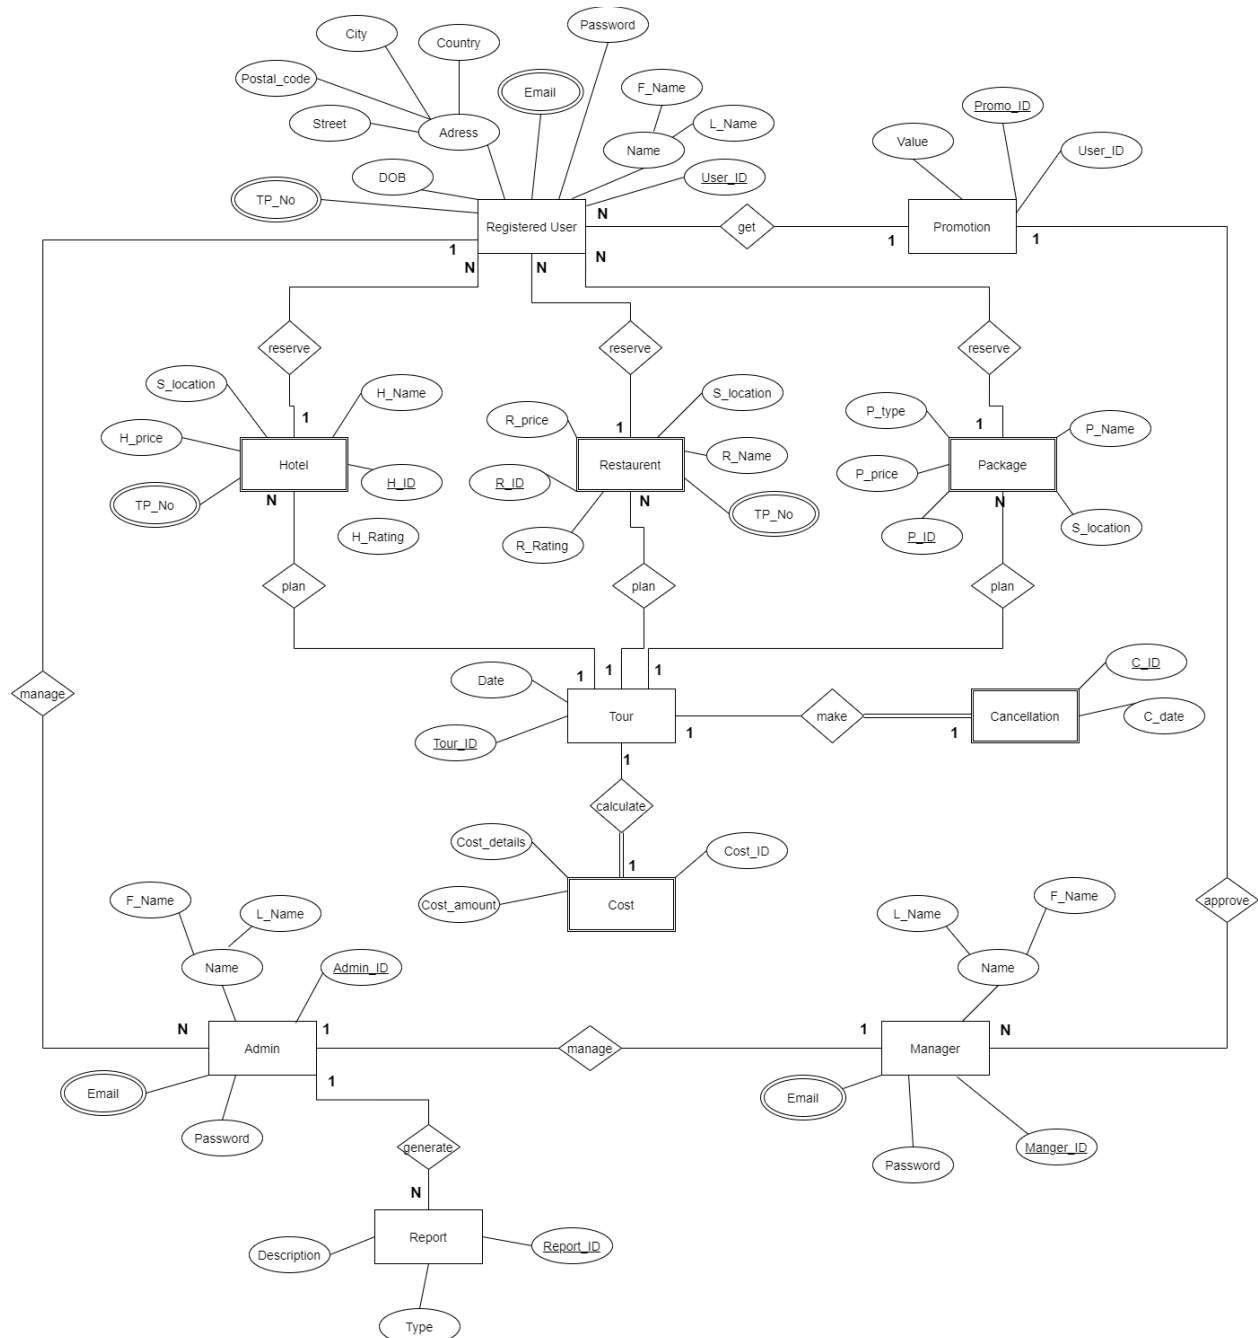 Password
City
Country
Postal_code
Email
F_Name
Promo_ID
Street
Adress
L_Name
Value
Name
User_ID
DOB
User_ID
TP_No
N
Registered User
get
Promotion
1
1
1
N
N
N
reserve
reserve
reserve
S_location
H_Name
S_location
P_type
1
R_price
1
1
P_Name
H_price
R_Name
Hotel
Restaurent
Package
P_price
H_ID
R_ID
TP_No
N
N
TP_No
N
S_location
H_Rating
R_Rating
P_ID
plan
plan
plan
C_ID
1
1
1
Date
manage
Tour
make
Cancellation
C_date
Tour_ID
1
1
1
calculate
Cost_details
Cost_ID
1
Cost_amount
Cost
F_Name
F_Name
approve
L_Name
L_Name
Name
Admin_ID
Name
N
1
1
N
Admin
manage
Manager
1
Email
Email
Password
generate
Manger_ID
Password
N
Report
Report_ID
Description
Type